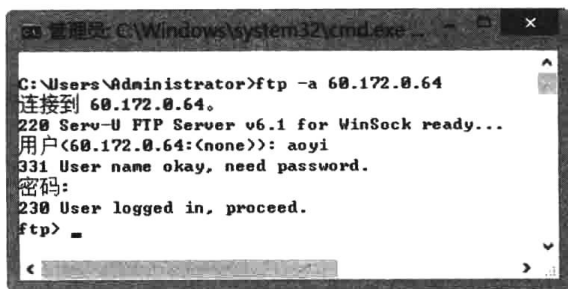 管理员: C:\Windows\system32\cmd.exe ...
C:\Users\Administrator>ftp -a 60.172.0.64
连接到 60.172.0.64。
220 Serv-U FTP Server v6.1 for WinSock ready...
用户(60.172.0.64:(none)): aoyi
331 User name okay, need password.
密码:
230 User logged in, proceed.
ftp>